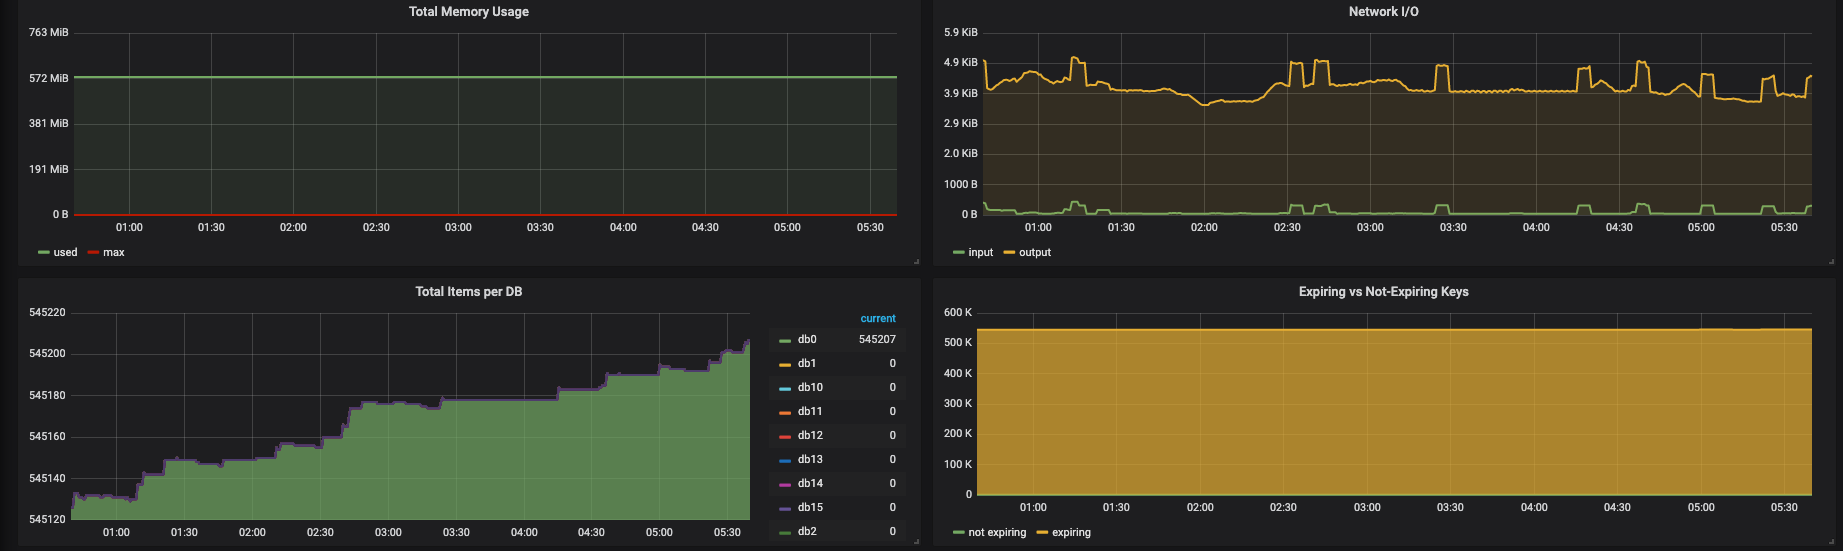 Total Memory Usage
763 MiB
572 MiB
381 MiB
191 MiB
0 B
01:00 01:30 02:00 02:30 03:00 03:30 04:00 04:30 05:00 05:30
used max
Network I/O
5.9 KiB
4.9 KiB
3.9 KiB
2.9 KiB
2.0 KiB
1000 B
0 B
01:00 01:30 02:00 02:30 03:00 03:30 04:00 04:30 05:00 05:30
input output
Total Items per DB
545220
545200
545180
545160
545140
545120
01:00 01:30 02:00 02:30 03:00 03:30 04:00 04:30 05:00 05:30
current
db0 545207
db1 0
db10 0
db11 0
db12 0
db13 0
db14 0
db15 0
db2 0
Expiring vs Not-Expiring Keys
600 K
500 K
400 K
300 K
200 K
100 K
0
01:00 01:30 02:00 02:30 03:00 03:30 04:00 04:30 05:00 05:30
not expiring expiring